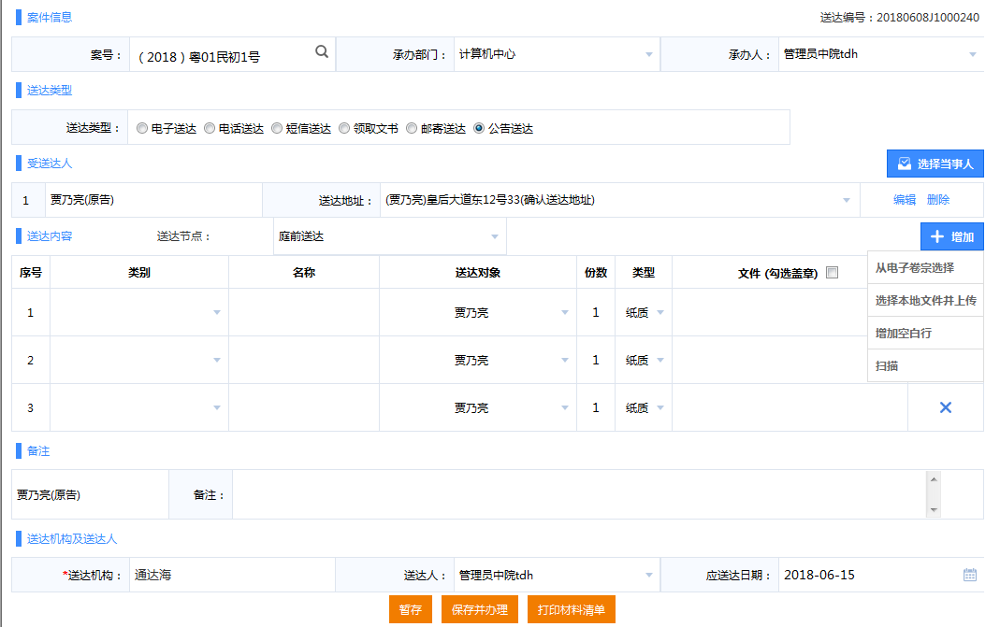 案件信息 送达编号：20180608J1000240
案号： （2018）粤01民初1号 承办部门： 计算机中心 承办人： 管理员中院tdh
送达类型
送达类型： 电子送达 电话送达 短信送达 领取文书 邮寄送达 公告送达
受送达人 选择当事人
1 贾乃亮(原告) 送达地址： (贾乃亮)皇后大道东12号33(确认送达地址) 编辑 删除
送达内容 送达节点： 庭前送达 增加
序号 类别 名称 送达对象 份数 类型 文件 (勾选盖章)
从电子卷宗选择
选择本地文件并上传
增加空白行
扫描
1 贾乃亮 1 纸质
2 贾乃亮 1 纸质
3 贾乃亮 1 纸质
备注
贾乃亮(原告) 备注：
送达机构及送达人
*送达机构： 通达海 送达人： 管理员中院tdh 应送达日期： 2018-06-15
暂存 保存并办理 打印材料清单